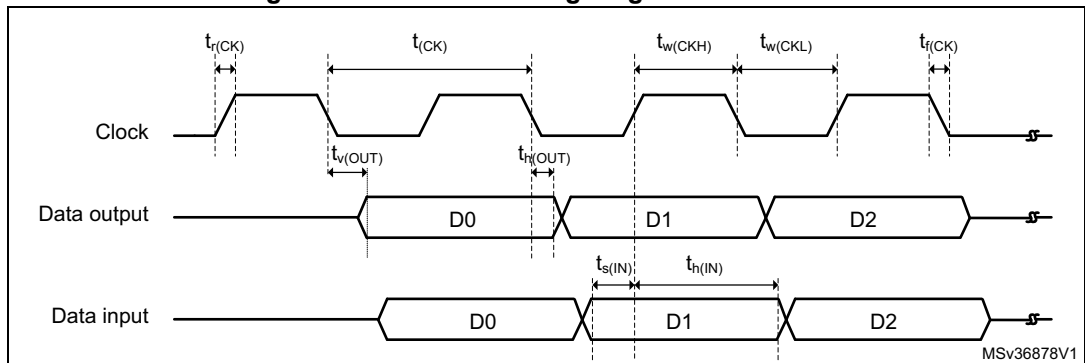 t_r(CK) t_(CK) t_w(CKH) t_w(CKL) t_f(CK)
Clock
t_v(OUT) t_h(OUT)
Data output D0 D1 D2
t_s(IN) t_h(IN)
Data input D0 D1 D2
MSv36878V1